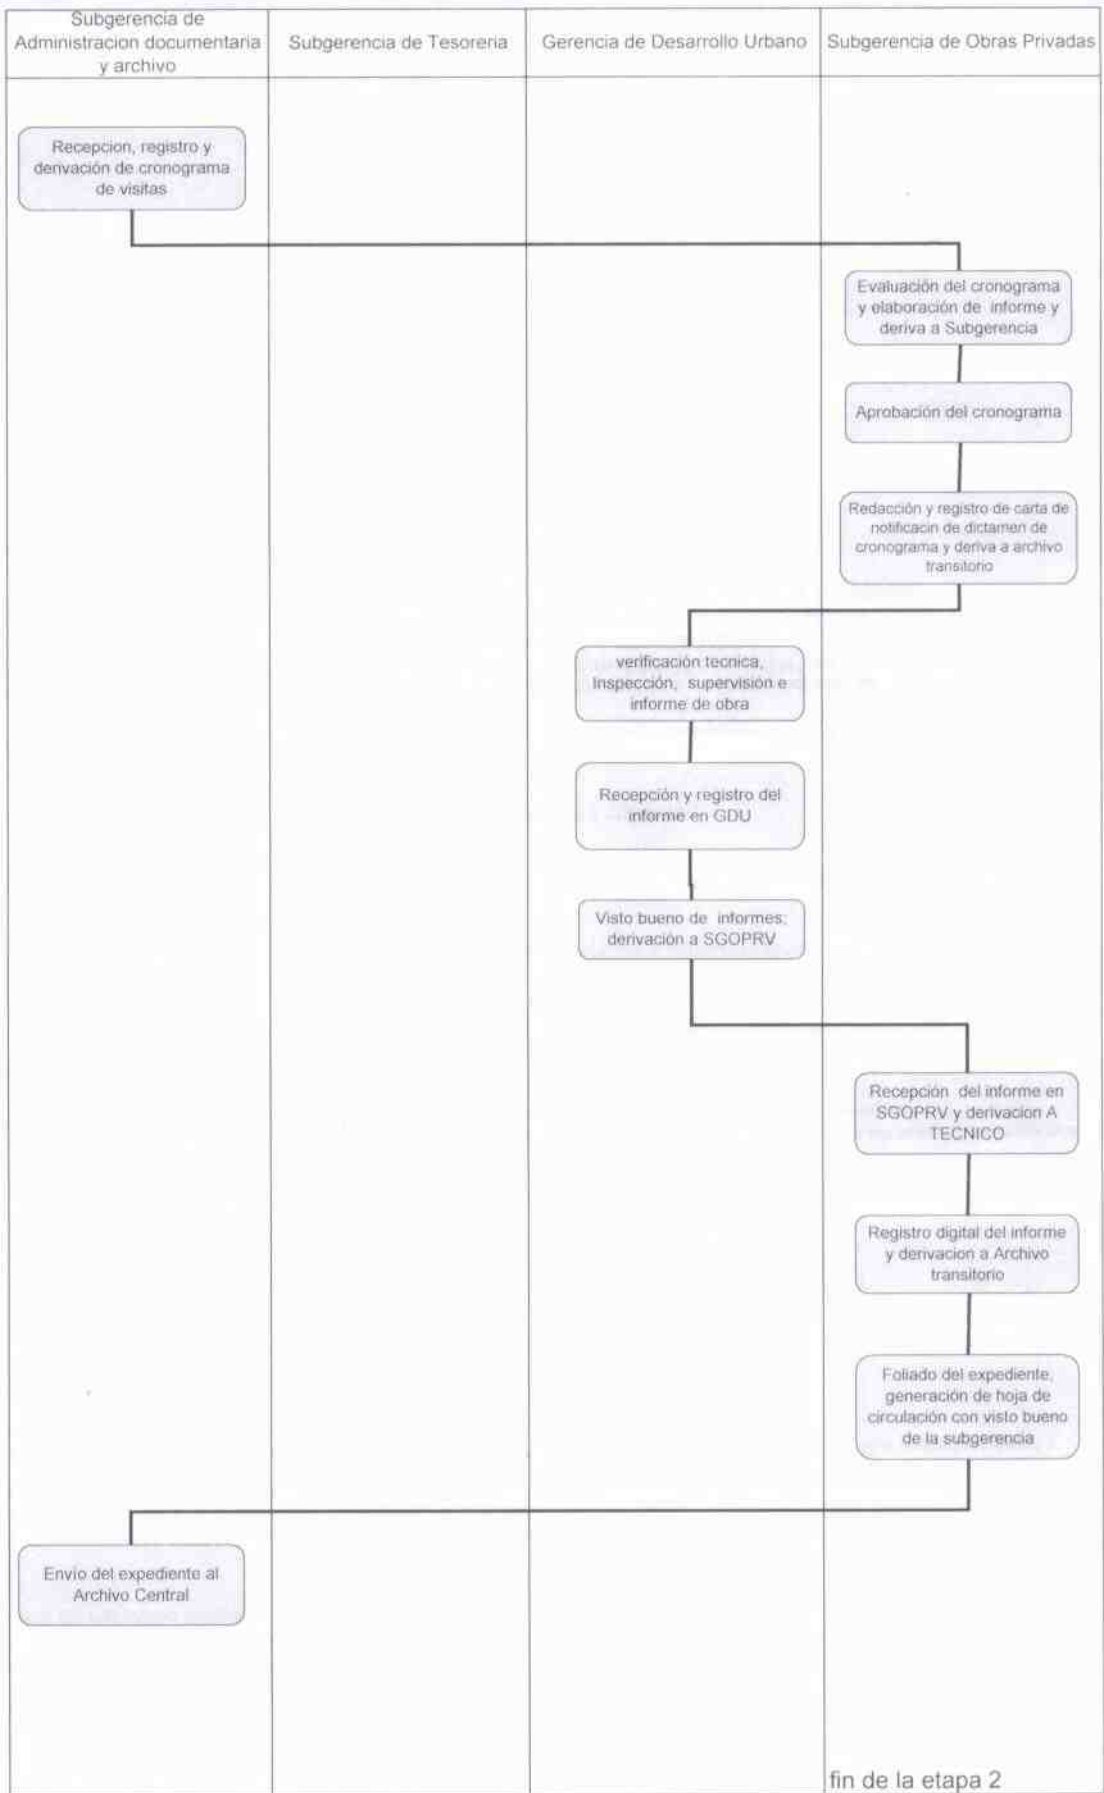 Subgerencia de
Administracion documentaria
y archivo
Subgerencia de Tesoreria
Gerencia de Desarrollo Urbano
Subgerencia de Obras Privadas
Recepcion, registro y
derivación de cronograma
de visitas
Evaluación del cronograma
y elaboración de informe y
deriva a Subgerencia
Aprobación del cronograma
Redacción y registro de carta de
notificacin de dictamen de
cronograma y deriva a archivo
transitorio
verificación tecnica,
Inspección, supervisión e
informe de obra
Recepción y registro del
informe en GDU
Visto bueno de informes;
derivación a SGOPRV
Recepción del informe en
SGOPRV y derivacion A
TECNICO
Registro digital del informe
y derivacion a Archivo
transitorio
Foliado del expediente,
generación de hoja de
circulación con visto bueno
de la subgerencia
Envio del expediente al
Archivo Central
fin de la etapa 2